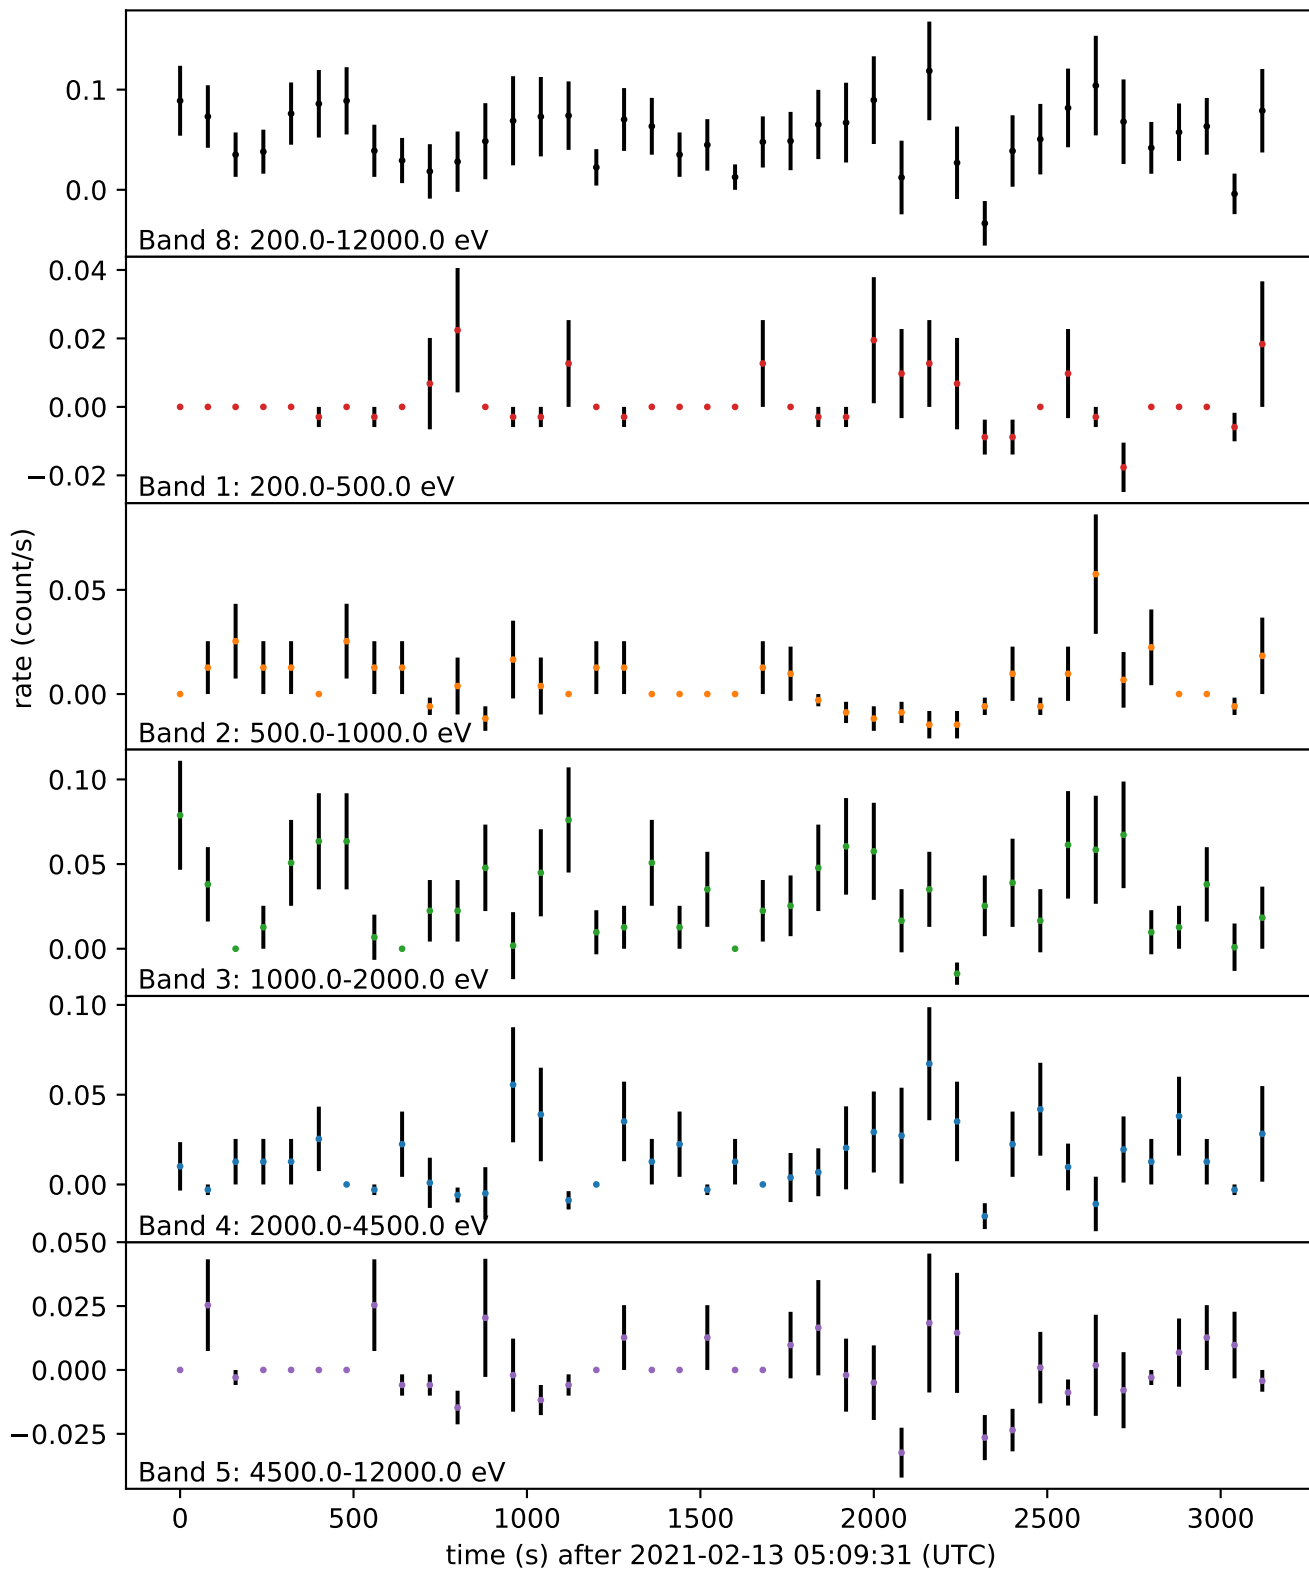 0.1
0.0
Band 8: 200.0-12000.0 eV
0.04
0.02
0.00
−0.02
Band 1: 200.0-500.0 eV
rate (count/s)
0.05
0.00
Band 2: 500.0-1000.0 eV
0.10
0.05
0.00
Band 3: 1000.0-2000.0 eV
0.10
0.05
0.00
Band 4: 2000.0-4500.0 eV
0.050
0.025
0.000
−0.025
Band 5: 4500.0-12000.0 eV
0 500 1000 1500 2000 2500 3000
time (s) after 2021-02-13 05:09:31 (UTC)